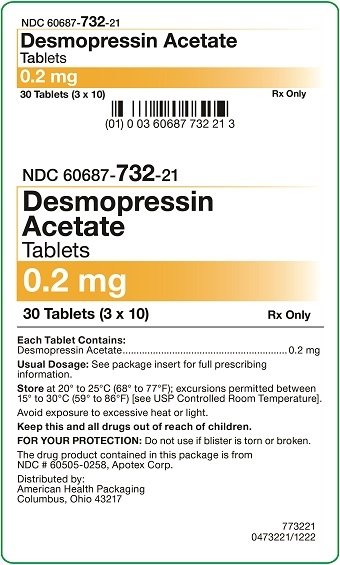 NDC 60687-732-21
Desmopressin Acetate
Tablets
0.2 mg
30 Tablets (3 x 10) Rx Only
(01) 0 03 60687 732 21 3
NDC 60687-732-21
Desmopressin
Acetate
Tablets
0.2 mg
30 Tablets (3 x 10) Rx Only
Each Tablet Contains:
Desmopressin Acetate.......................................................0.2 mg
Usual Dosage: See package insert for full prescribing
information.
Store at 20° to 25°C (68° to 77°F); excursions permitted between
15° to 30°C (59° to 86°F) [see USP Controlled Room Temperature].
Avoid exposure to excessive heat or light.
Keep this and all drugs out of reach of children.
FOR YOUR PROTECTION: Do not use if blister is torn or broken.
The drug product contained in this package is from
NDC # 60505-0258, Apotex Corp.
Distributed by:
American Health Packaging
Columbus, Ohio 43217
773221
0473221/1222